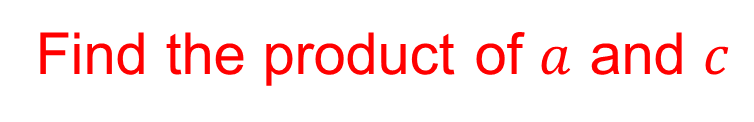 Find the product of a and c